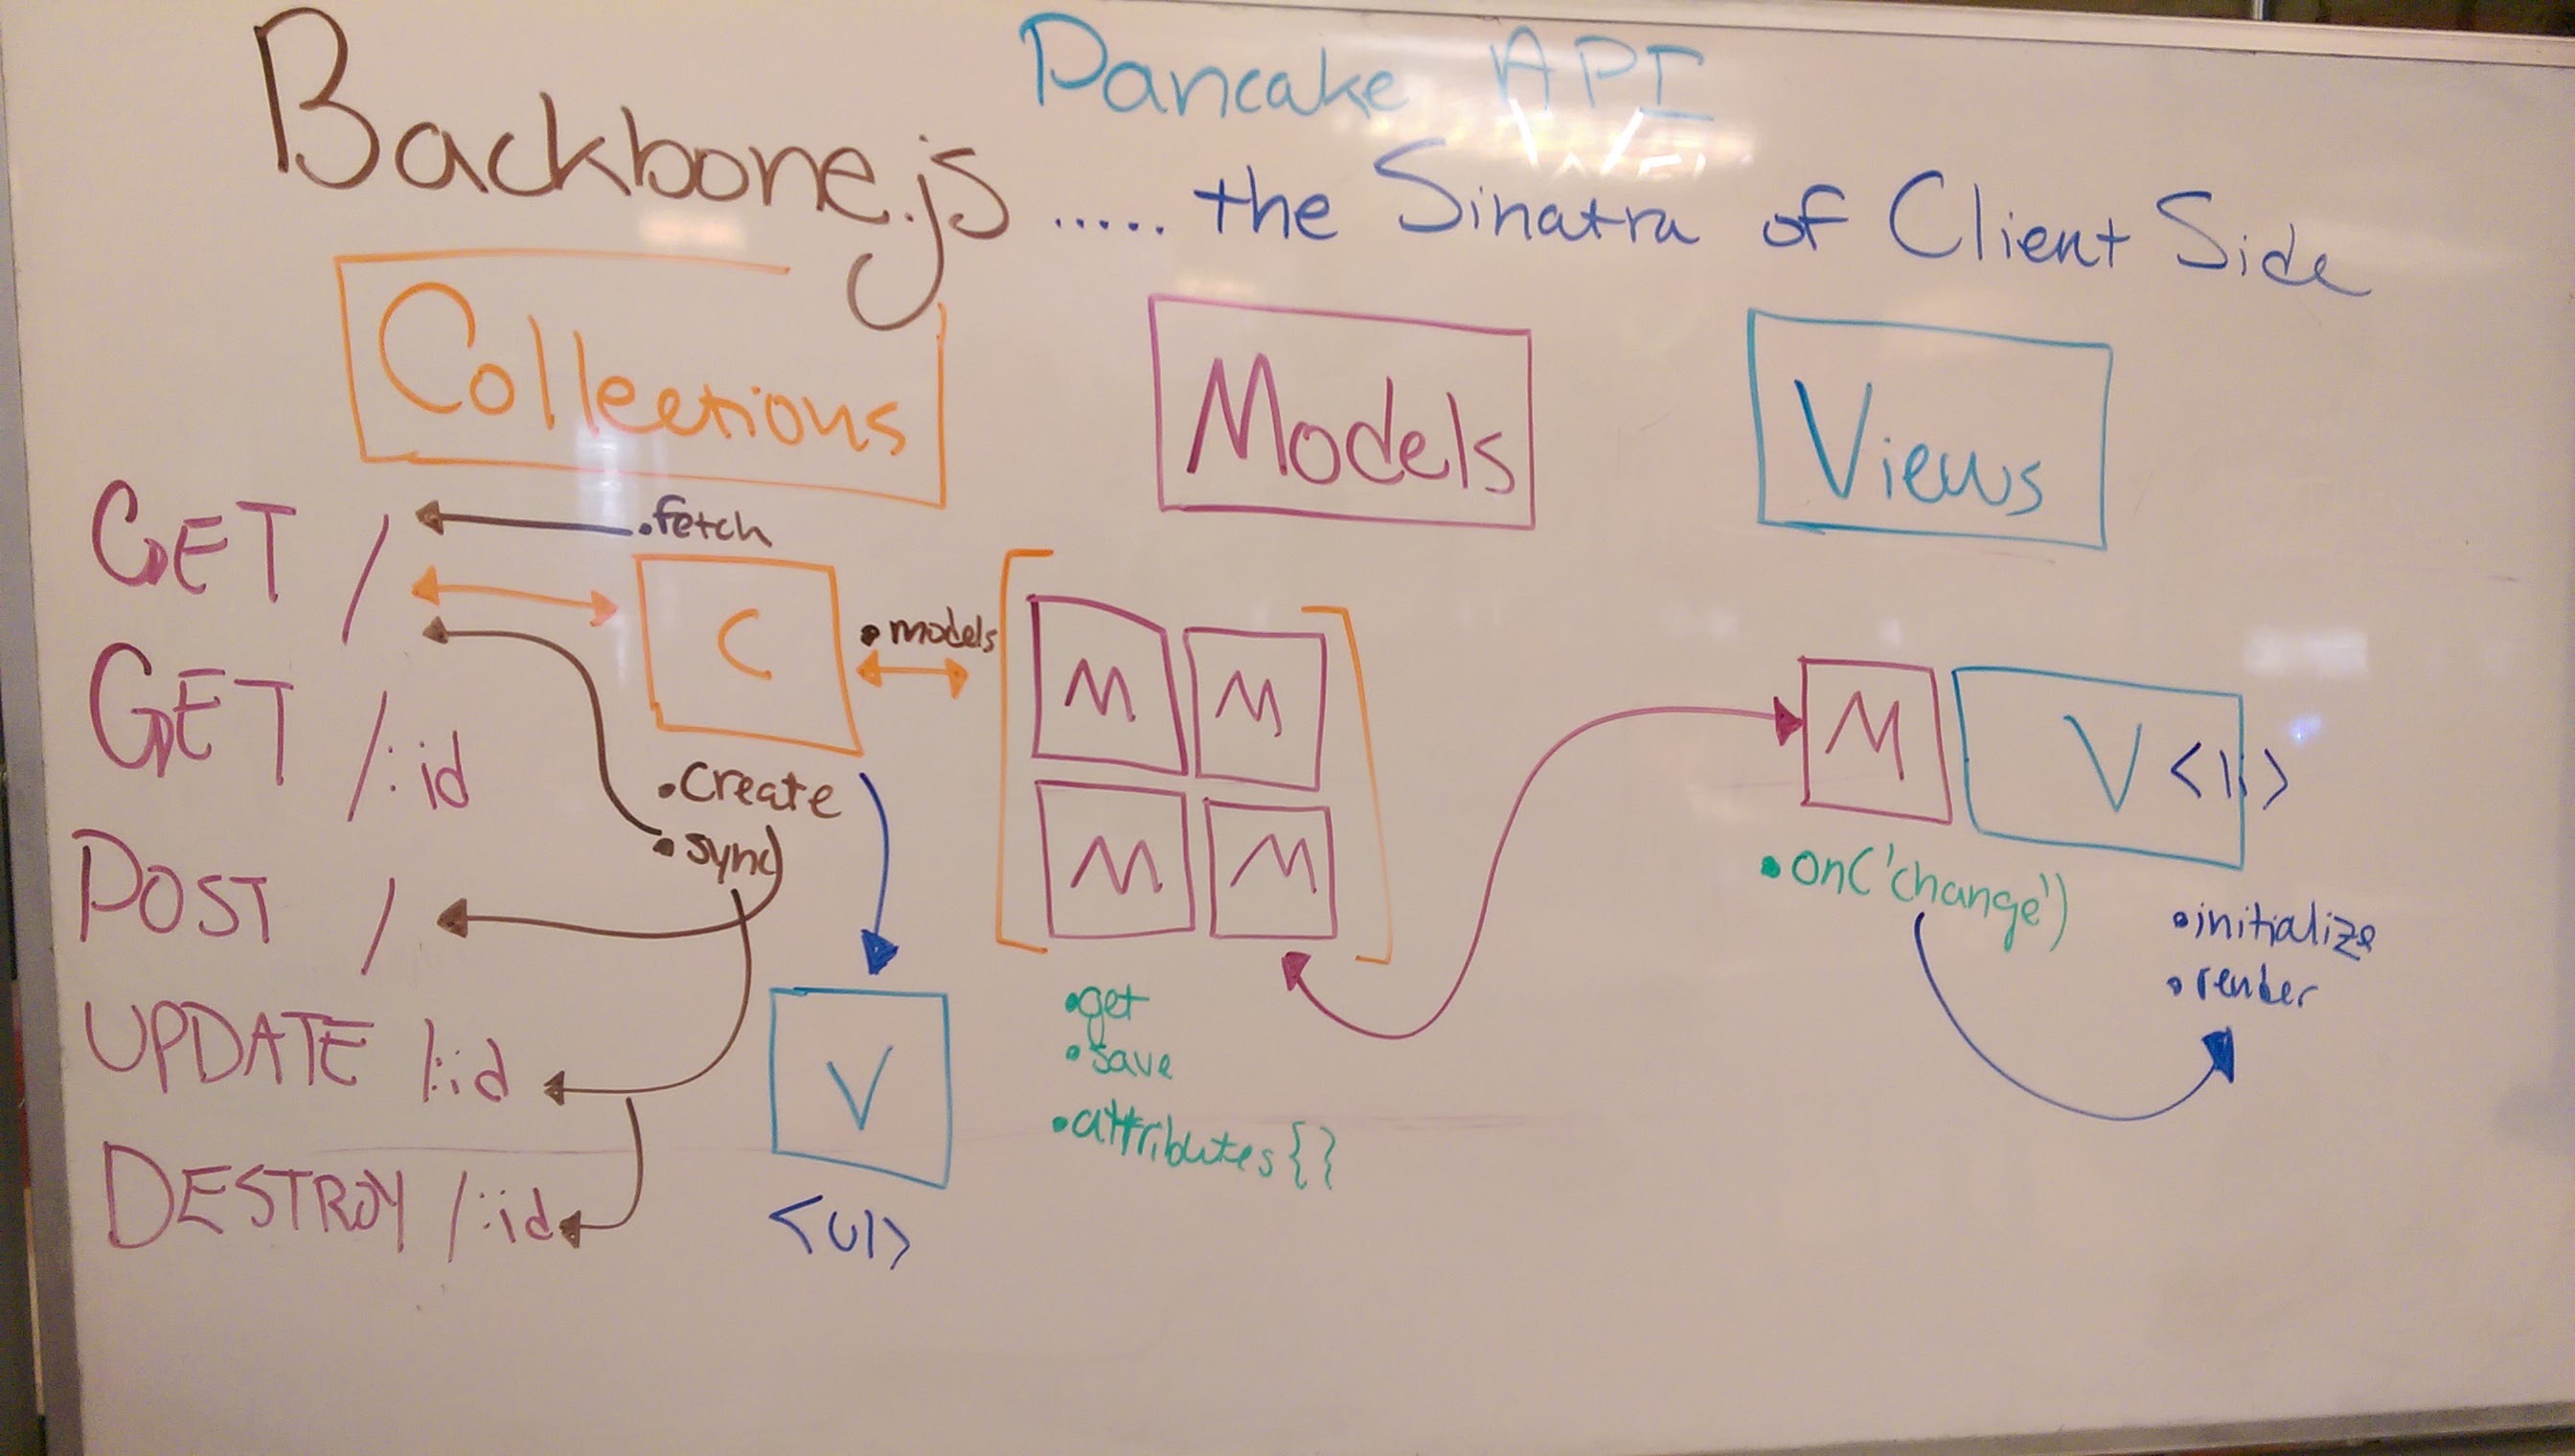 Pancake API
Backbone.js ..... the Sinatra of Client Side
Collections
Models
Views
GET /
.fetch
C
.models
M M
M M
M
V <li>
GET /:id
.create
.sync
POST /
.on('change')
.initialize
.render
UPDATE /:id
V
<ul>
.get
.save
.attributes{}
DESTROY /:id